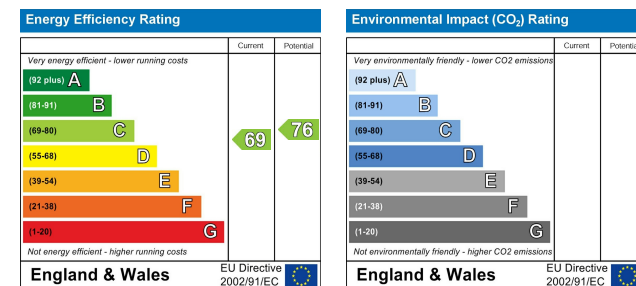 Energy Efficiency Rating
Current Potential
Very energy efficient - lower running costs
(92 plus) A
(81-91) B
(69-80) C
(55-68) D
(39-54) E
(21-38) F
(1-20) G
69
76
Not energy efficient - higher running costs
England & Wales
EU Directive
2002/91/EC
Environmental Impact (CO₂) Rating
Current Potential
Very environmentally friendly - lower CO2 emissions
(92 plus) A
(81-91) B
(69-80) C
(55-68) D
(39-54) E
(21-38) F
(1-20) G
Not environmentally friendly - higher CO2 emissions
England & Wales
EU Directive
2002/91/EC